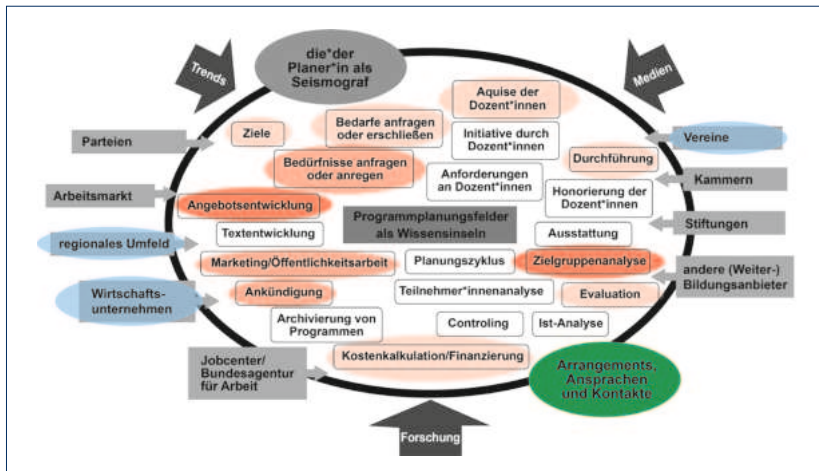 Trends
die*der
Planer*in als
Seismograf
Medien
Aquise der
Dozent*innen
Bedarfe anfragen
oder erschließen
Ziele
Initiative durch
Dozent*innen
Vereine
Parteien
Bedürfnisse anfragen
oder anregen
Durchführung
Anforderungen
an Dozent*innen
Kammern
Arbeitsmarkt
Angebotsentwicklung
Honorierung der
Dozent*innen
Programmplanungsfelder
als Wissensinseln
Stiftungen
Textentwicklung
Ausstattung
regionales Umfeld
Marketing/Öffentlichkeitsarbeit
Planungszyklus
Zielgruppenanalyse
andere (Weiter-)
Bildungsanbieter
Wirtschafts-
unternehmen
Ankündigung
Teilnehmer*innenanalyse
Evaluation
Archivierung von
Programmen
Controling
Ist-Analyse
Jobcenter/
Bundesagentur
für Arbeit
Kostenkalkulation/Finanzierung
Arrangements,
Ansprachen
und Kontakte
Forschung